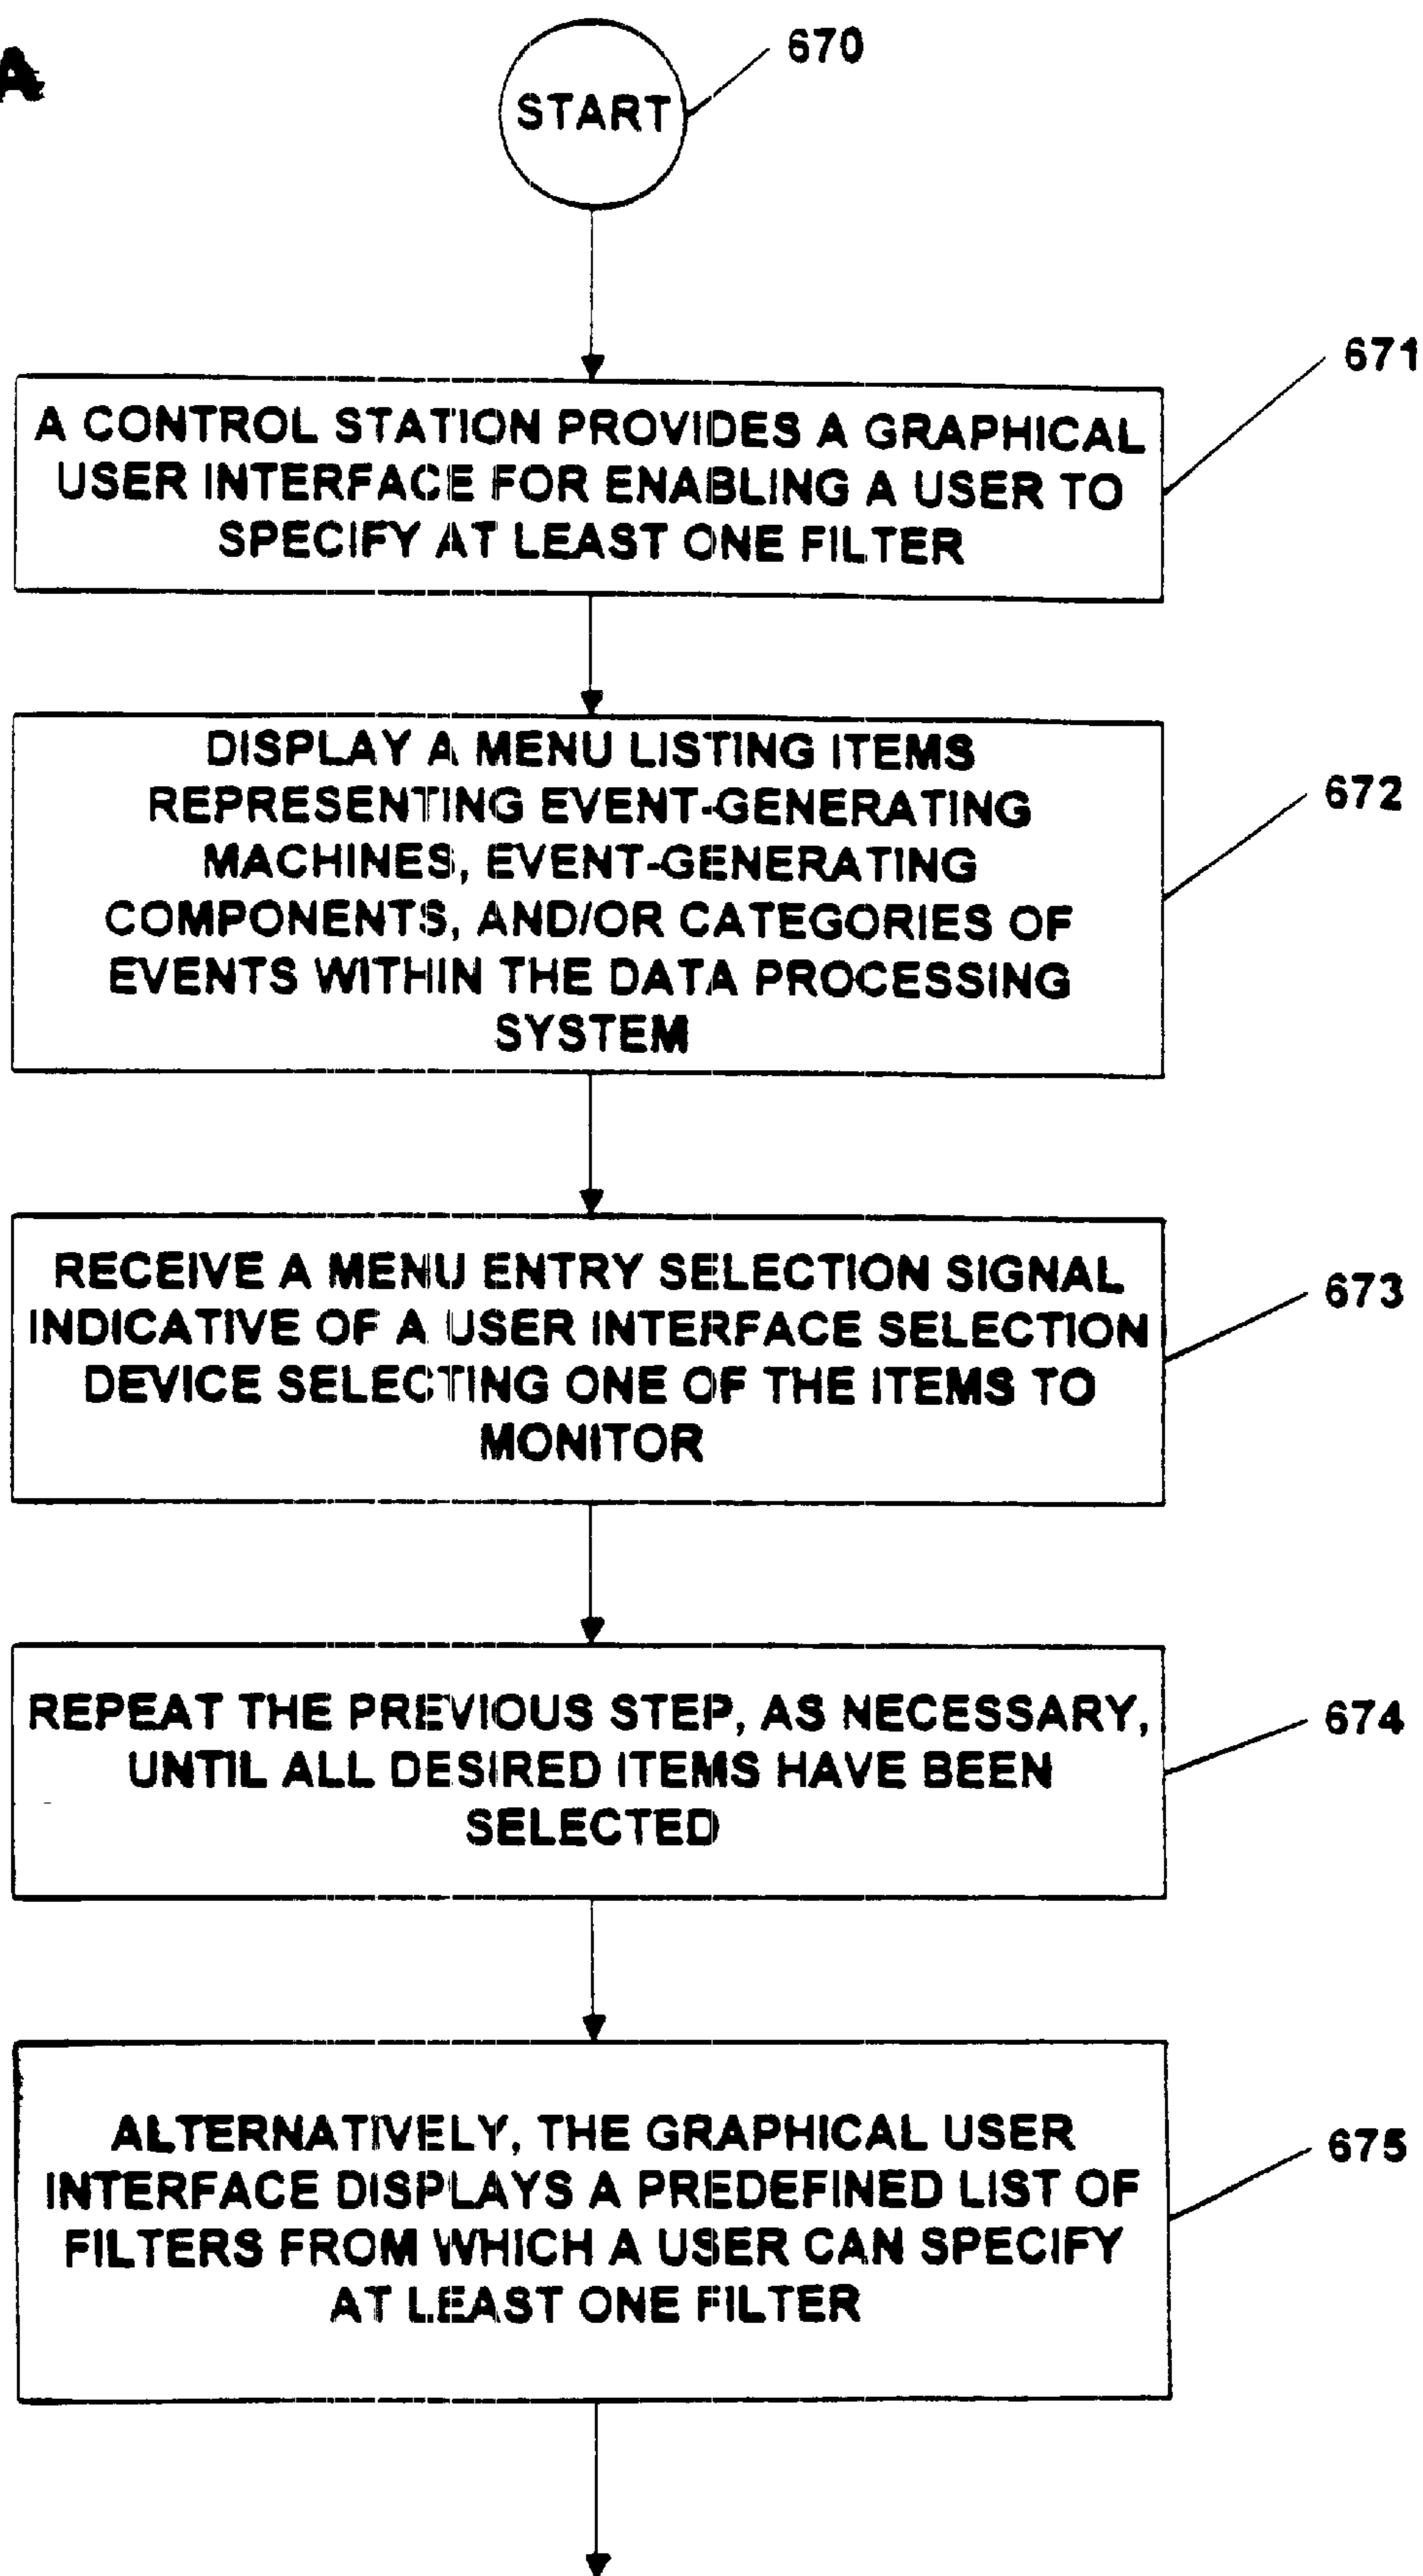 A
670
START
671
A CONTROL STATION PROVIDES A GRAPHICAL
USER INTERFACE FOR ENABLING A USER TO
SPECIFY AT LEAST ONE FILTER
DISPLAY A MENU LISTING ITEMS
REPRESENTING EVENT-GENERATING
MACHINES, EVENT-GENERATING
COMPONENTS, AND/OR CATEGORIES OF
EVENTS WITHIN THE DATA PROCESSING
SYSTEM
672
RECEIVE A MENU ENTRY SELECTION SIGNAL
INDICATIVE OF A USER INTERFACE SELECTION
DEVICE SELECTING ONE OF THE ITEMS TO
MONITOR
673
REPEAT THE PREVIOUS STEP, AS NECESSARY,
UNTIL ALL DESIRED ITEMS HAVE BEEN
SELECTED
674
ALTERNATIVELY, THE GRAPHICAL USER
INTERFACE DISPLAYS A PREDEFINED LIST OF
FILTERS FROM WHICH A USER CAN SPECIFY
AT LEAST ONE FILTER
675